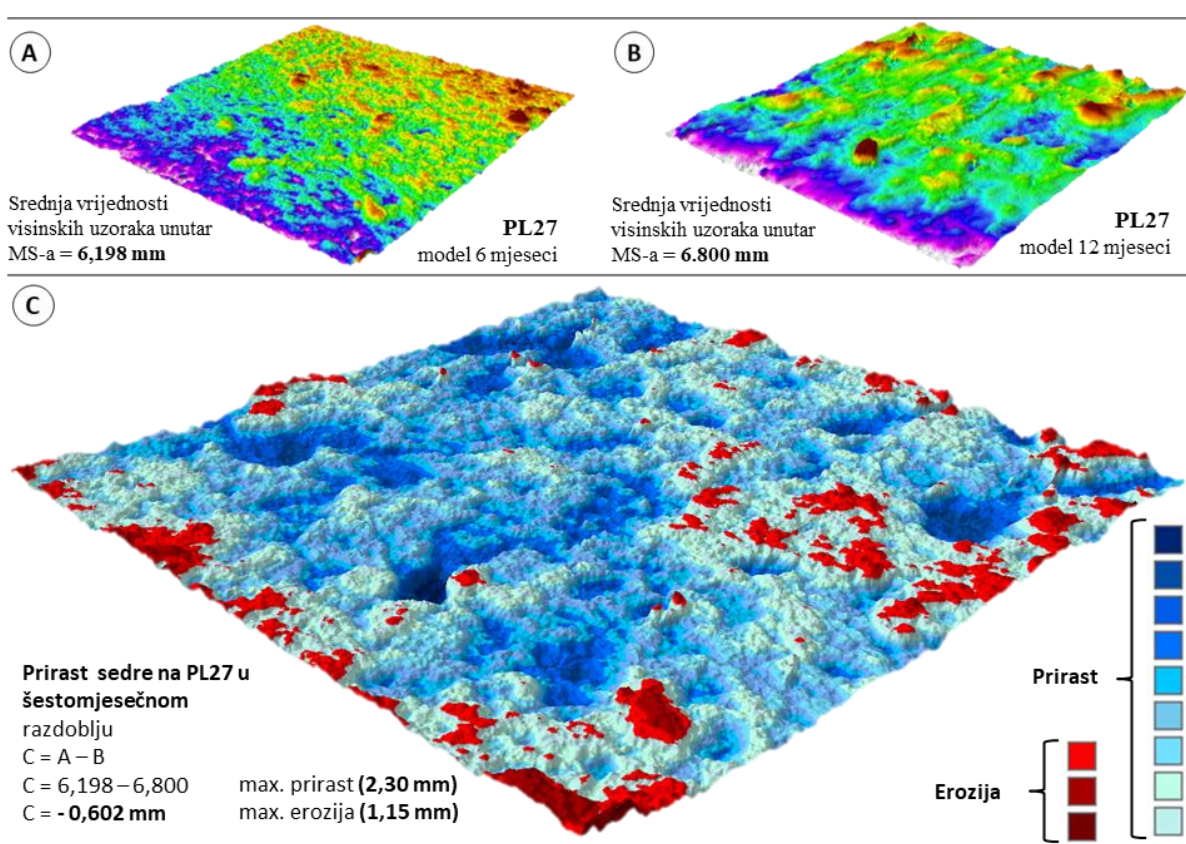 A
Srednja vrijednosti
visinskih uzoraka unutar
MS-a = 6,198 mm
PL27
model 6 mjeseci
B
Srednja vrijednosti
visinskih uzoraka unutar
MS-a = 6.800 mm
PL27
model 12 mjeseci
C
Prirast sedre na PL27 u
šestomjesečnom
razdoblju
C = A – B
C = 6,198 – 6,800
C = - 0,602 mm
max. prirast (2,30 mm)
max. erozija (1,15 mm)
Prirast
Erozija